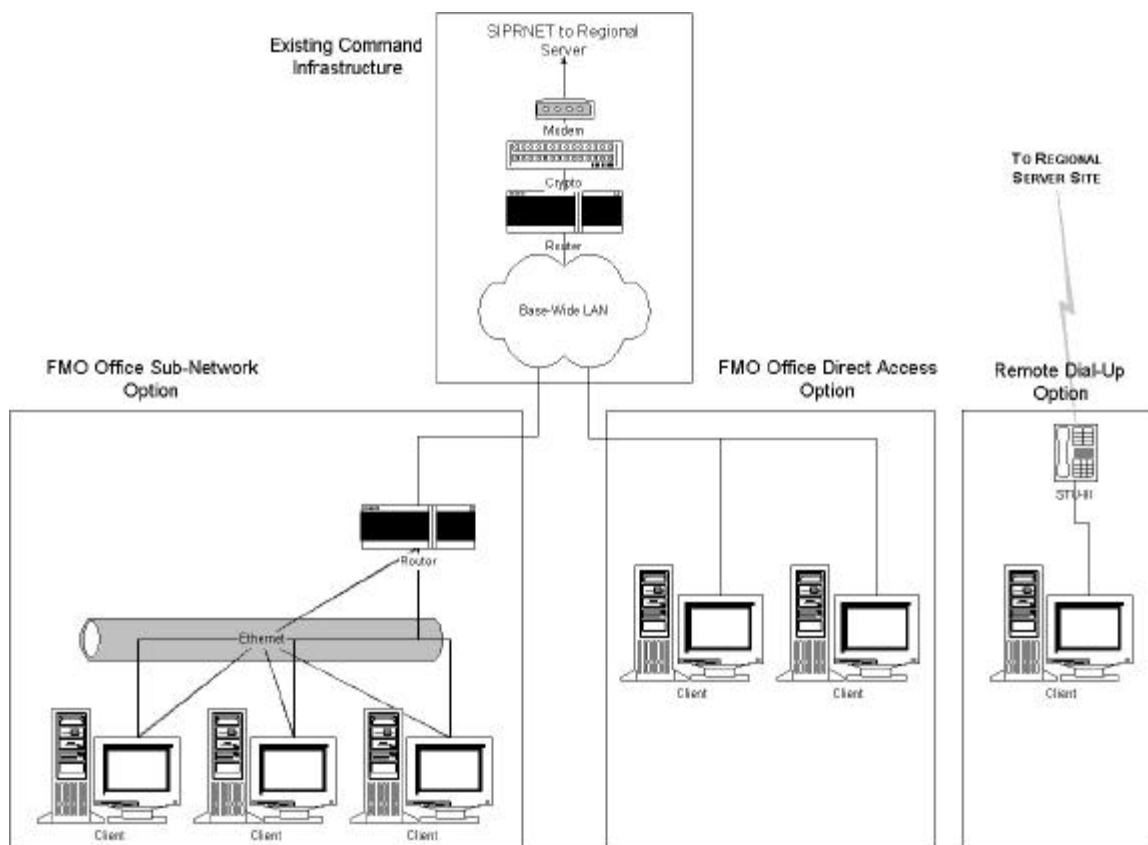 SIPRNET to Regional
Server
Existing Command
Infrastructure
Modem
Crypto
Router
Base-Wide LAN
TO REGIONAL
SERVER SITE
FMO Office Sub-Network
Option
FMO Office Direct Access
Option
Remote Dial-Up
Option
STU-III
Router
Ethernet
Client
Client
Client
Client
Client
Client